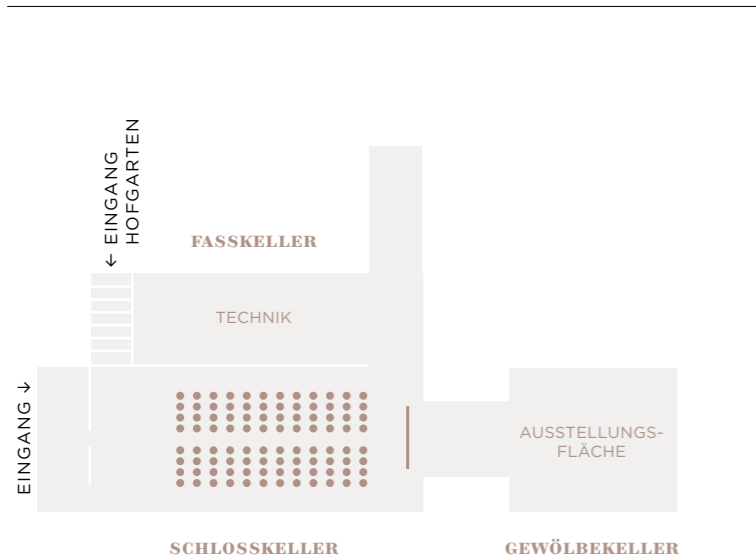 ← EINGANG
HOFGARTEN
FASSKELLER
TECHNIK
EINGANG →
AUSSTELLUNGS-
FLÄCHE
SCHLOSSKELLER
GEWÖLBEKELLER